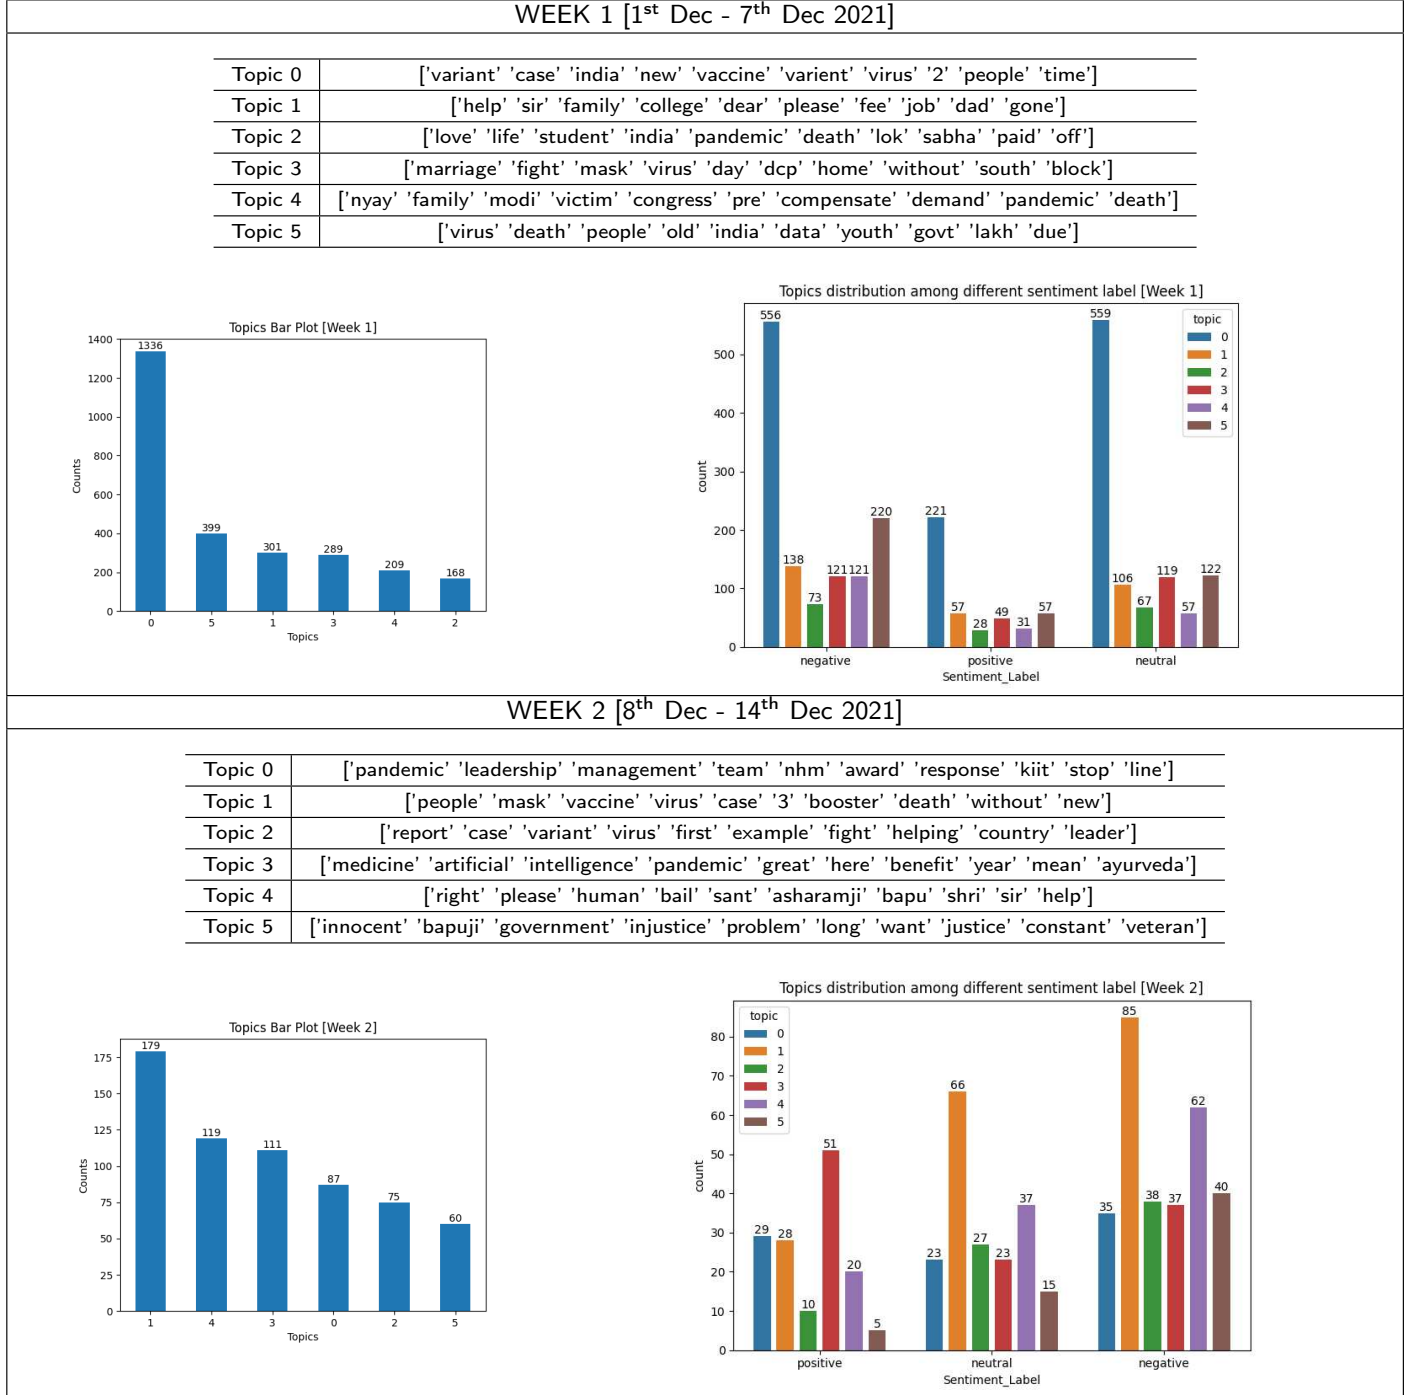 WEEK 1 [1st Dec - 7th Dec 2021]
Topic 0 ['variant' 'case' 'india' 'new' 'vaccine' 'varient' 'virus' '2' 'people' 'time']
Topic 1 ['help' 'sir' 'family' 'college' 'dear' 'please' 'fee' 'job' 'dad' 'gone']
Topic 2 ['love' 'life' 'student' 'india' 'pandemic' 'death' 'lok' 'sabha' 'paid' 'off']
Topic 3 ['marriage' 'fight' 'mask' 'virus' 'day' 'dcp' 'home' 'without' 'south' 'block']
Topic 4 ['nyay' 'family' 'modi' 'victim' 'congress' 'pre' 'compensate' 'demand' 'pandemic' 'death']
Topic 5 ['virus' 'death' 'people' 'old' 'india' 'data' 'youth' 'govt' 'lakh' 'due']
Topics Bar Plot [Week 1]
Counts
1400
1200
1000
800
600
400
200
0
1336
399
301
289
209
168
0 5 1 3 4 2
Topics
Topics distribution among different sentiment label [Week 1]
count
500
400
300
200
100
0
topic
0
1
2
3
4
5
556 138 73 121 121 220
221 57 28 49 31 57
559 106 67 119 57 122
negative positive neutral
Sentiment_Label
WEEK 2 [8th Dec - 14th Dec 2021]
Topic 0 ['pandemic' 'leadership' 'management' 'team' 'nhm' 'award' 'response' 'kiit' 'stop' 'line']
Topic 1 ['people' 'mask' 'vaccine' 'virus' 'case' '3' 'booster' 'death' 'without' 'new']
Topic 2 ['report' 'case' 'variant' 'virus' 'first' 'example' 'fight' 'helping' 'country' 'leader']
Topic 3 ['medicine' 'artificial' 'intelligence' 'pandemic' 'great' 'here' 'benefit' 'year' 'mean' 'ayurveda']
Topic 4 ['right' 'please' 'human' 'bail' 'sant' 'asharamji' 'bapu' 'shri' 'sir' 'help']
Topic 5 ['innocent' 'bapuji' 'government' 'injustice' 'problem' 'long' 'want' 'justice' 'constant' 'veteran']
Topics Bar Plot [Week 2]
Counts
175
150
125
100
75
50
25
0
179
119
111
87
75
60
1 4 3 0 2 5
Topics
Topics distribution among different sentiment label [Week 2]
count
80
70
60
50
40
30
20
10
0
topic
0
1
2
3
4
5
29 28 10 51 20 5
23 66 27 23 37 15
35 85 38 37 62 40
positive neutral negative
Sentiment_Label